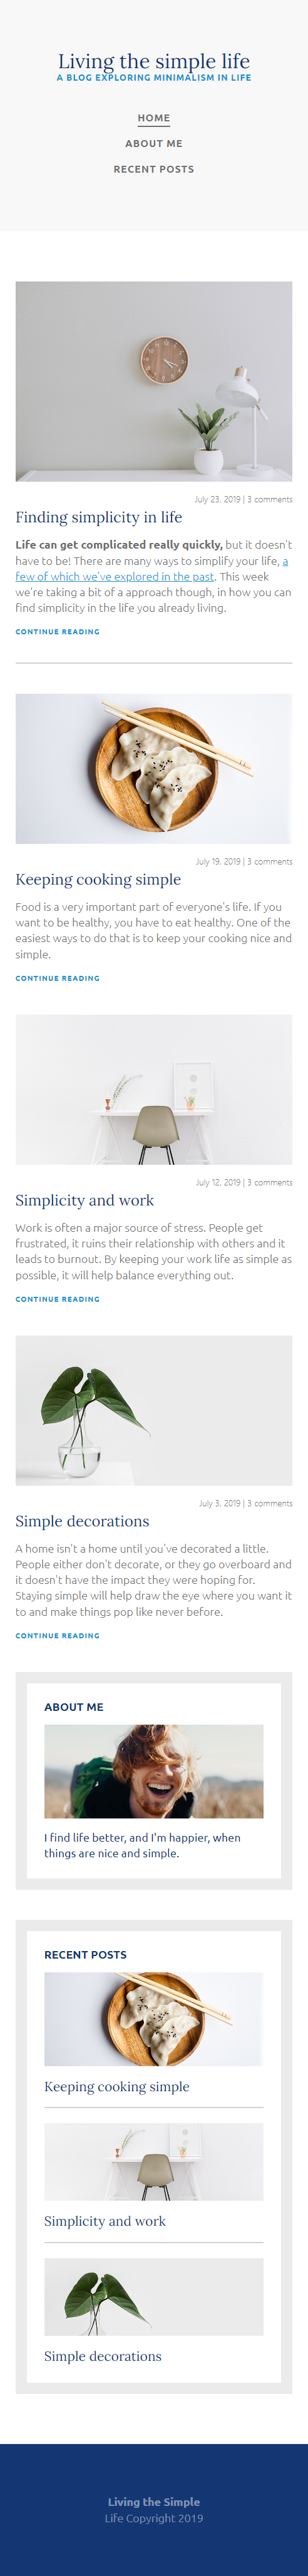 Living the simple life
A BLOG EXPLORING MINIMALISM IN LIFE
HOME
ABOUT ME
RECENT POSTS
July 23, 2019 | 3 comments
Finding simplicity in life
Life can get complicated really quickly, but it doesn't
have to be! There are many ways to simplify your life, a
few of which we've explored in the past. This week
we're taking a bit of a approach though, in how you can
find simplicity in the life you already living.
CONTINUE READING
July 19, 2019 | 3 comments
Keeping cooking simple
Food is a very important part of everyone's life. If you
want to be healthy, you have to eat healthy. One of the
easiest ways to do that is to keep your cooking nice and
simple.
CONTINUE READING
July 12, 2019 | 3 comments
Simplicity and work
Work is often a major source of stress. People get
frustrated, it ruins their relationship with others and it
leads to burnout. By keeping your work life as simple as
possible, it will help balance everything out.
CONTINUE READING
July 3, 2019 | 3 comments
Simple decorations
A home isn't a home until you've decorated a little.
People either don't decorate, or they go overboard and
it doesn't have the impact they were hoping for.
Staying simple will help draw the eye where you want it
to and make things pop like never before.
CONTINUE READING
ABOUT ME
I find life better, and I'm happier, when
things are nice and simple.
RECENT POSTS
Keeping cooking simple
Simplicity and work
Simple decorations
Living the Simple
Life Copyright 2019